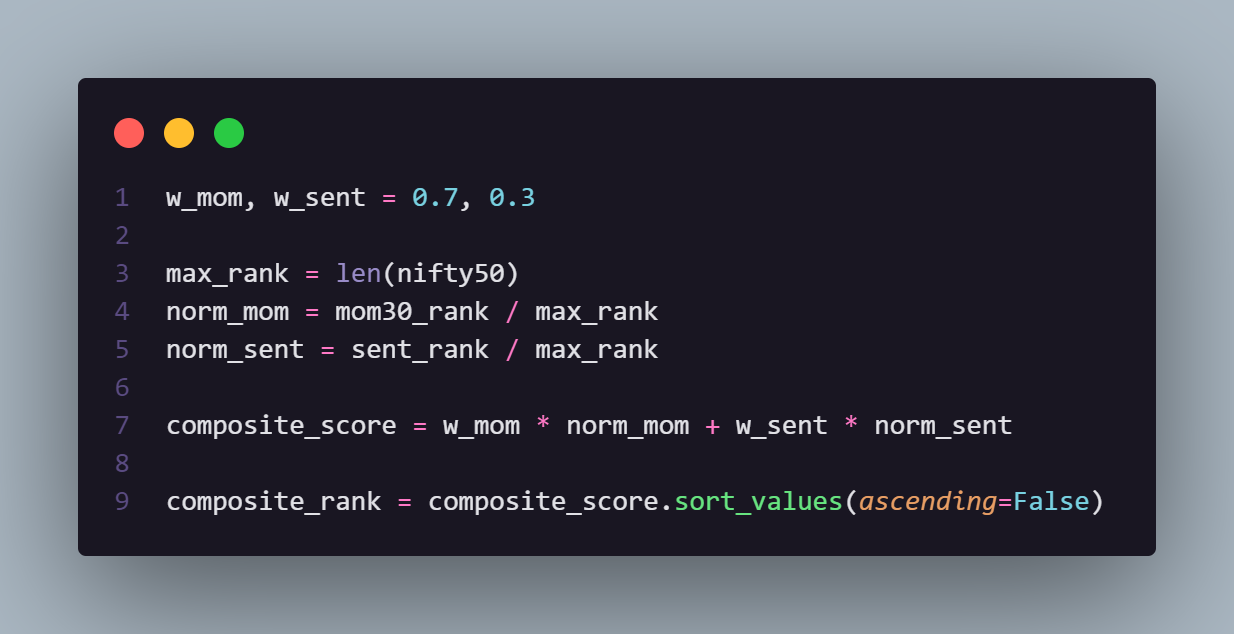 1 w_mom, w_sent = 0.7, 0.3
2
3 max_rank = len(nifty50)
4 norm_mom = mom30_rank / max_rank
5 norm_sent = sent_rank / max_rank
6
7 composite_score = w_mom * norm_mom + w_sent * norm_sent
8
9 composite_rank = composite_score.sort_values(ascending=False)